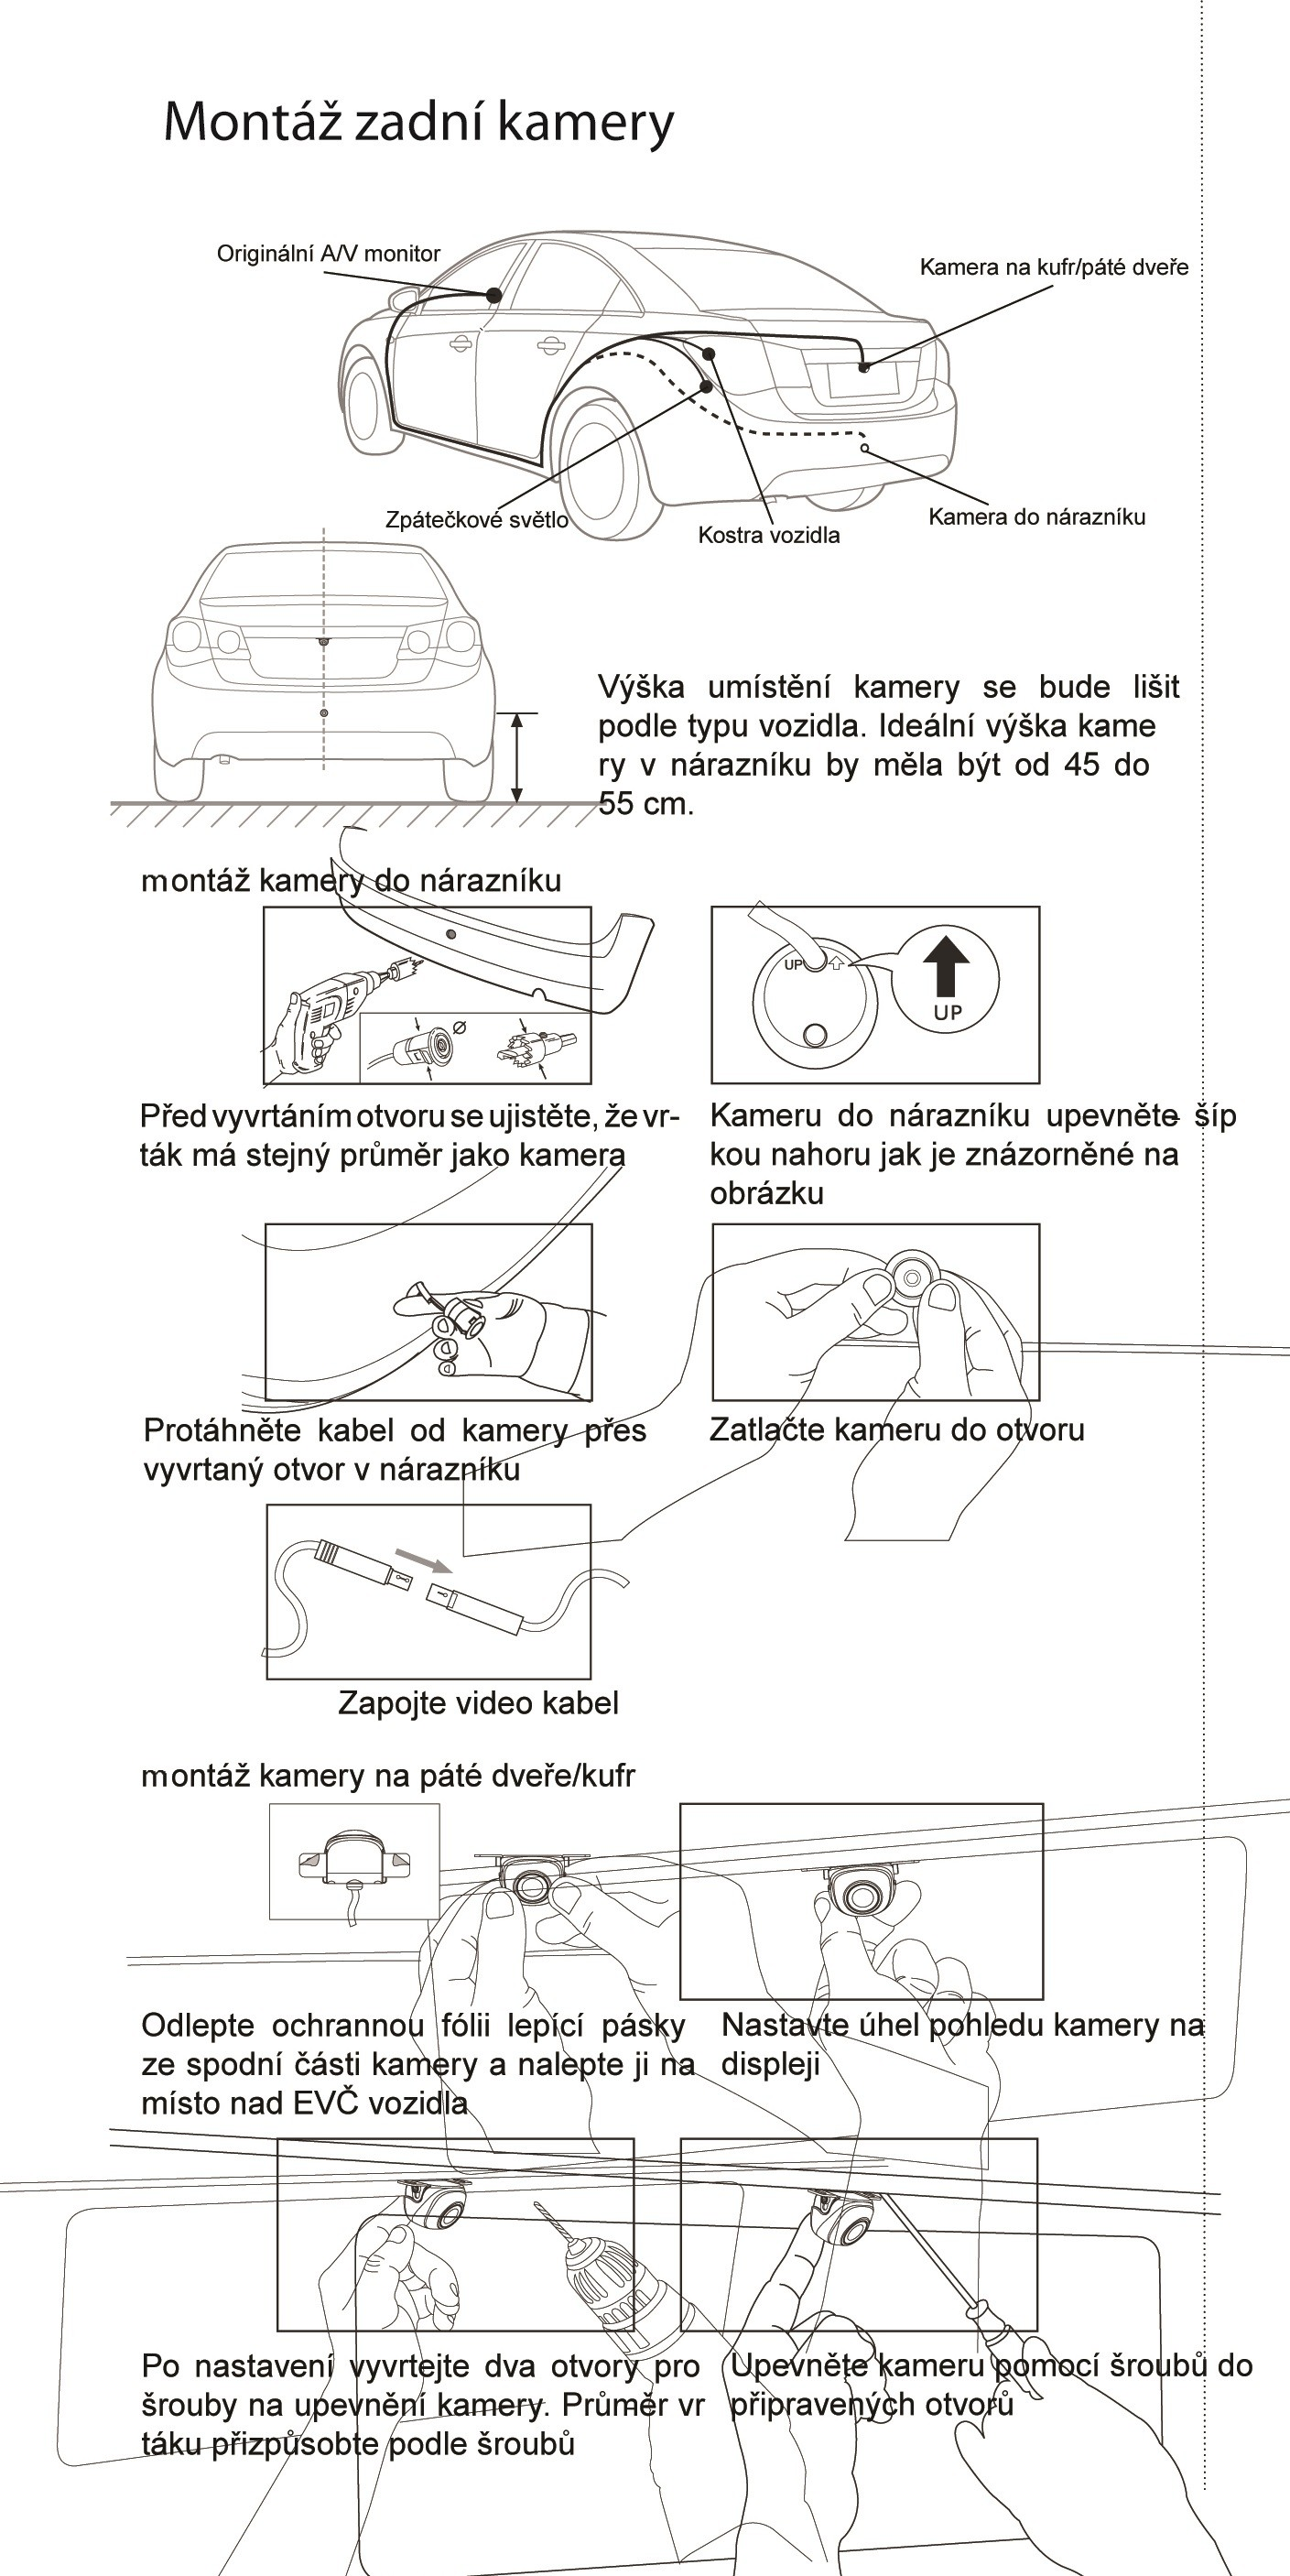 Montáž zadní kamery
Originální A/V monitor
Kamera na kufr/páté dveře
Zpátečkové světlo
Kostra vozidla
Kamera do nárazníku
Výška umístění kamery se bude lišit
podle typu vozidla. Ideální výška kame
ry v nárazníku by měla být od 45 do
55 cm.
montáž kamery do nárazníku
UP
UP
Ø
Před vyvrtáním otvoru se ujistěte, že vr-
ták má stejný průměr jako kamera
Kameru do nárazníku upevněte- šíp
kou nahoru jak je znázorněné na
obrázku
Protáhněte kabel od kamery přes
vyvrtaný otvor v nárazníku
Zatlačte kameru do otvoru
Zapojte video kabel
montáž kamery na páté dveře/kufr
Odlepte ochrannou fólii lepící pásky
ze spodní části kamery a nalepte ji na
místo nad EVČ vozidla
Nastavte úhel pohledu kamery na
displeji
Po nastavení vyvrtejte dva otvory pro
šrouby na upevnění kamery. Průměr vr
táku přizpůsobte podle šroubů
Upevněte kameru pomocí šroubů do
připravených otvorů